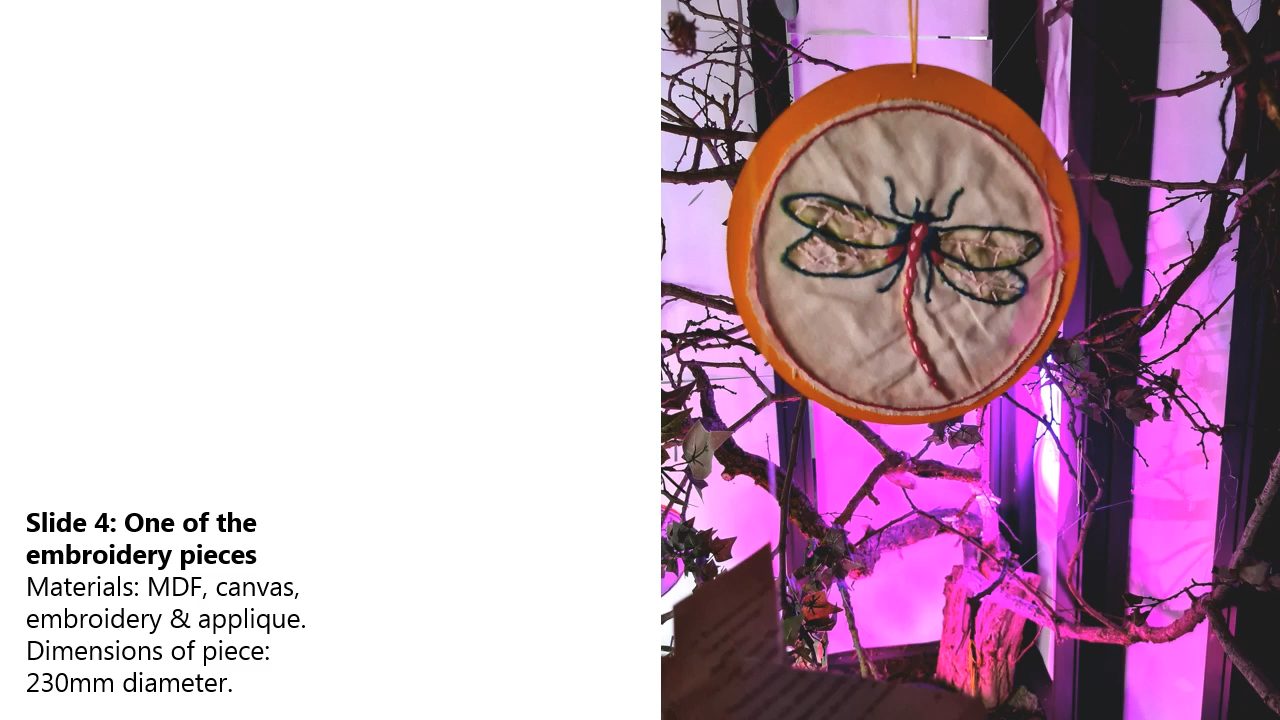 Slide 4: One of the
embroidery pieces
Materials: MDF, canvas,
embroidery & applique.
Dimensions of piece:
230mm diameter.